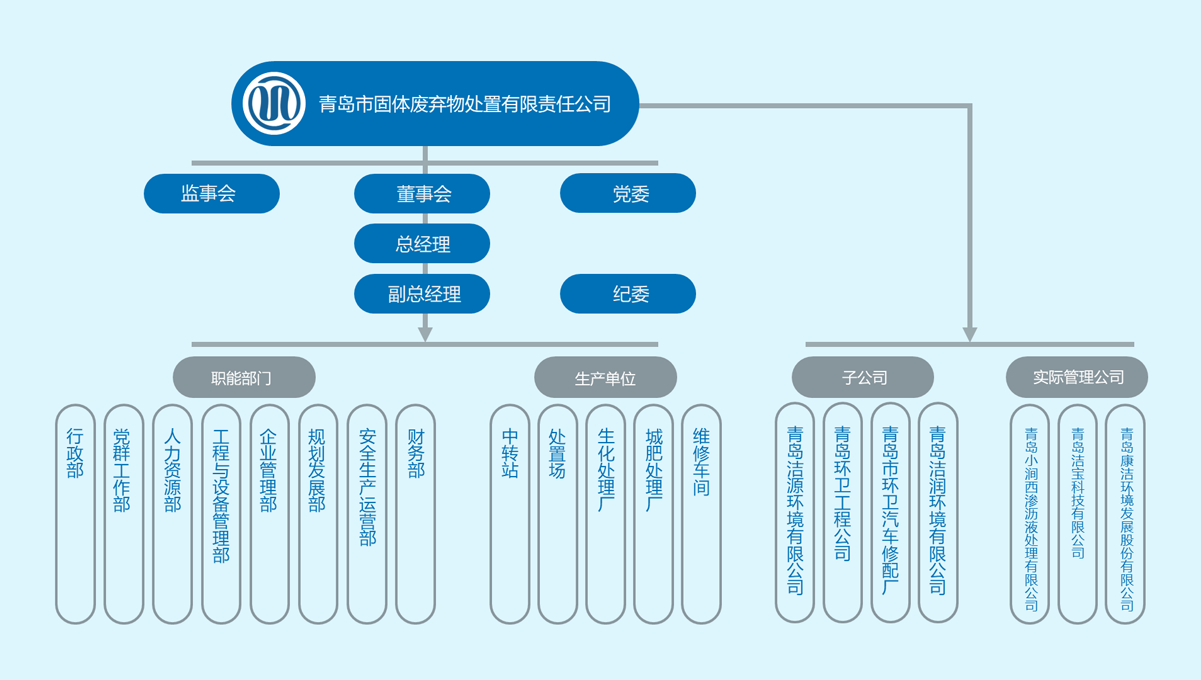 青岛市固体废弃物处置有限责任公司
监事会
董事会
党委
总经理
副总经理
纪委
职能部门
生产单位
子公司
实际管理公司
行政部
党群工作部
人力资源部
工程与设备管理部
企业管理部
规划发展部
安全生产运营部
财务部
中转站
处置场
生化处理厂
城肥处理厂
维修车间
青岛洁源环境有限公司
青岛环卫工程公司
青岛市环卫汽车修配厂
青岛洁润环境有限公司
青岛小涧西渗沥液处理有限公司
青岛洁宝科技有限公司
青岛康洁环境发展股份有限公司